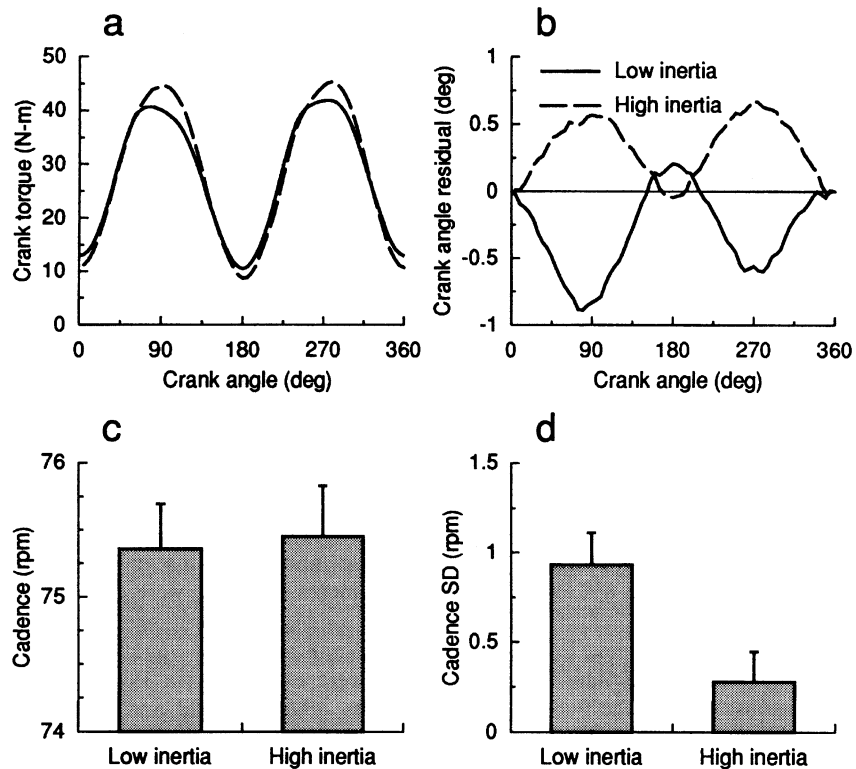 a
50
40
30
20
10
0
Crank torque (N-m)
0 90 180 270 360
Crank angle (deg)
b
1
0.5
0
-0.5
-1
Crank angle residual (deg)
Low inertia
High inertia
0 90 180 270 360
Crank angle (deg)
c
76
75
74
Cadence (rpm)
Low inertia High inertia
d
1.5
1
0.5
0
Cadence SD (rpm)
Low inertia High inertia